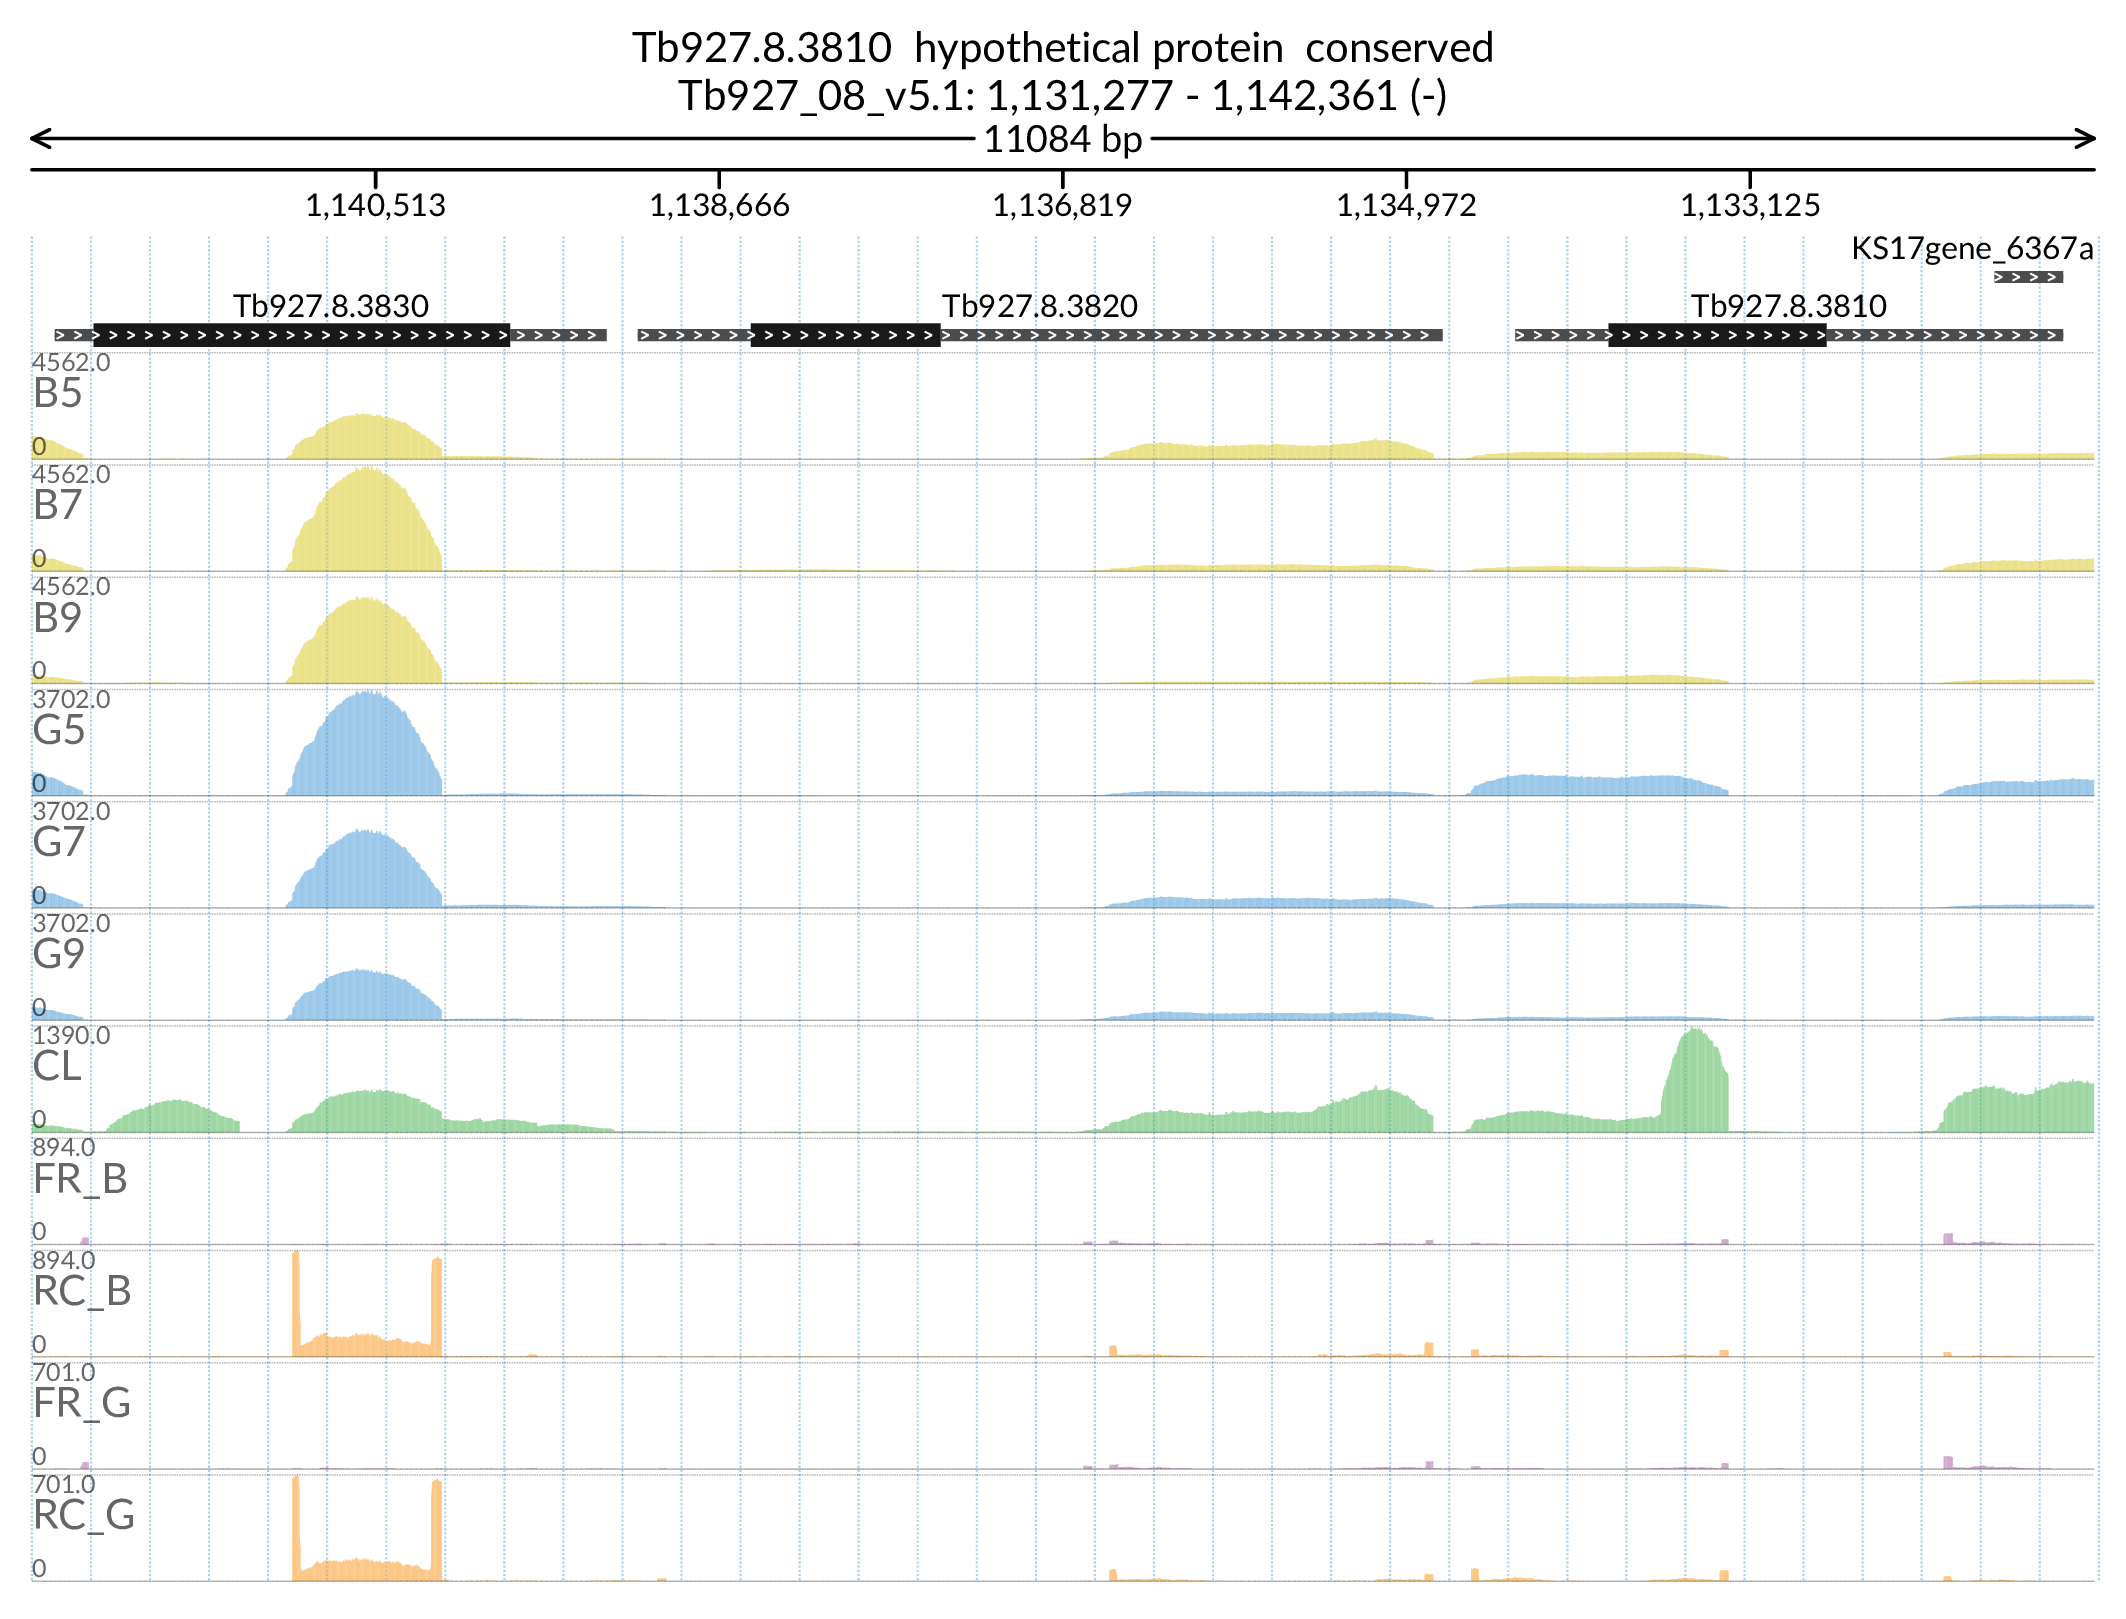 Tb927.8.3810 hypothetical protein conserved
Tb927_08_v5.1: 1,131,277 - 1,142,361 (-)
11084 bp
1,140,513 1,138,666 1,136,819 1,134,972 1,133,125
KS17gene_6367a
Tb927.8.3830 Tb927.8.3820 Tb927.8.3810
4562.0
B5
0
4562.0
B7
0
4562.0
B9
0
3702.0
G5
0
3702.0
G7
0
3702.0
G9
0
1390.0
CL
0
894.0
FR_B
0
894.0
RC_B
0
701.0
FR_G
0
701.0
RC_G
0